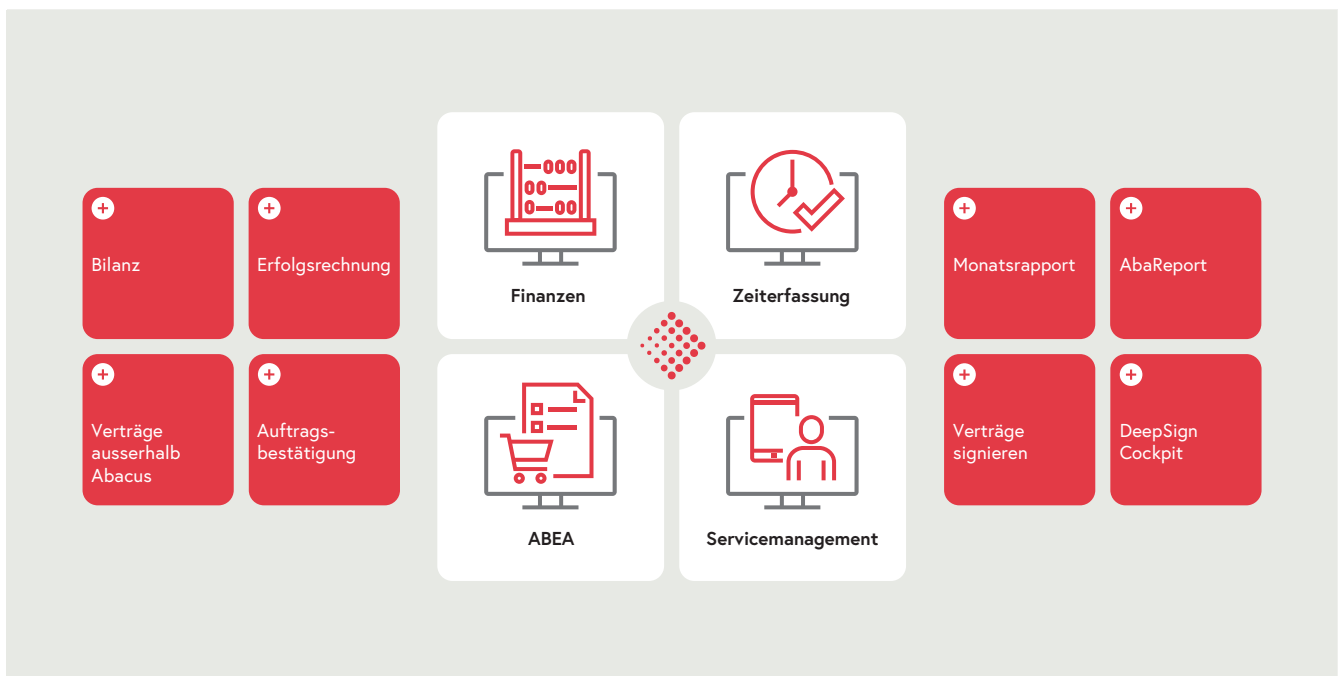 Bilanz
Erfolgsrechnung
Verträge
ausserhalb
Abacus
Auftrags-
bestätigung
Finanzen
Zeiterfassung
ABEA
Servicemanagement
Monatsrapport
AbaReport
Verträge
signieren
DeepSign
Cockpit